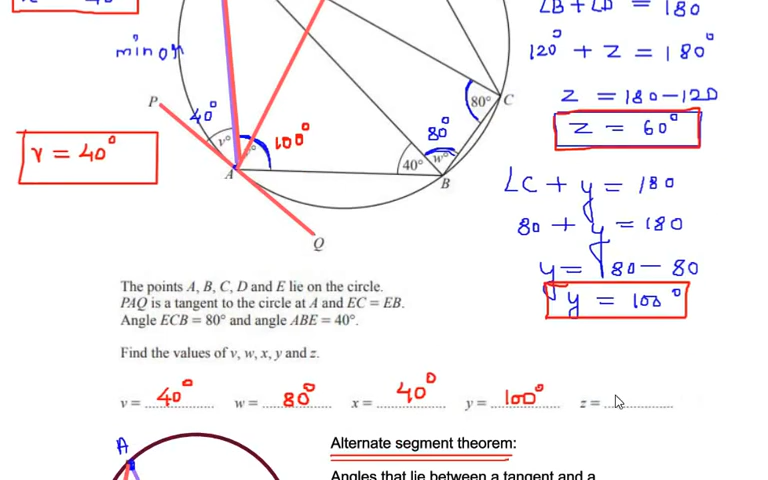 ∠B + ∠D = 180
120° + z = 180°
minor
z = 180 - 120
z = 60°
P
40°
v°
100°
80°
C
80°
v = 40°
A
40°
w°
B
∠C + y = 180
80 + y = 180
y = 180 - 80
y = 100°
Q
The points A, B, C, D and E lie on the circle.
PAQ is a tangent to the circle at A and EC = EB.
Angle ECB = 80° and angle ABE = 40°.
Find the values of v, w, x, y and z.
v = 40° w = 80° x = 40° y = 100° z =
A
Alternate segment theorem:
Angles that lie between a tangent and a